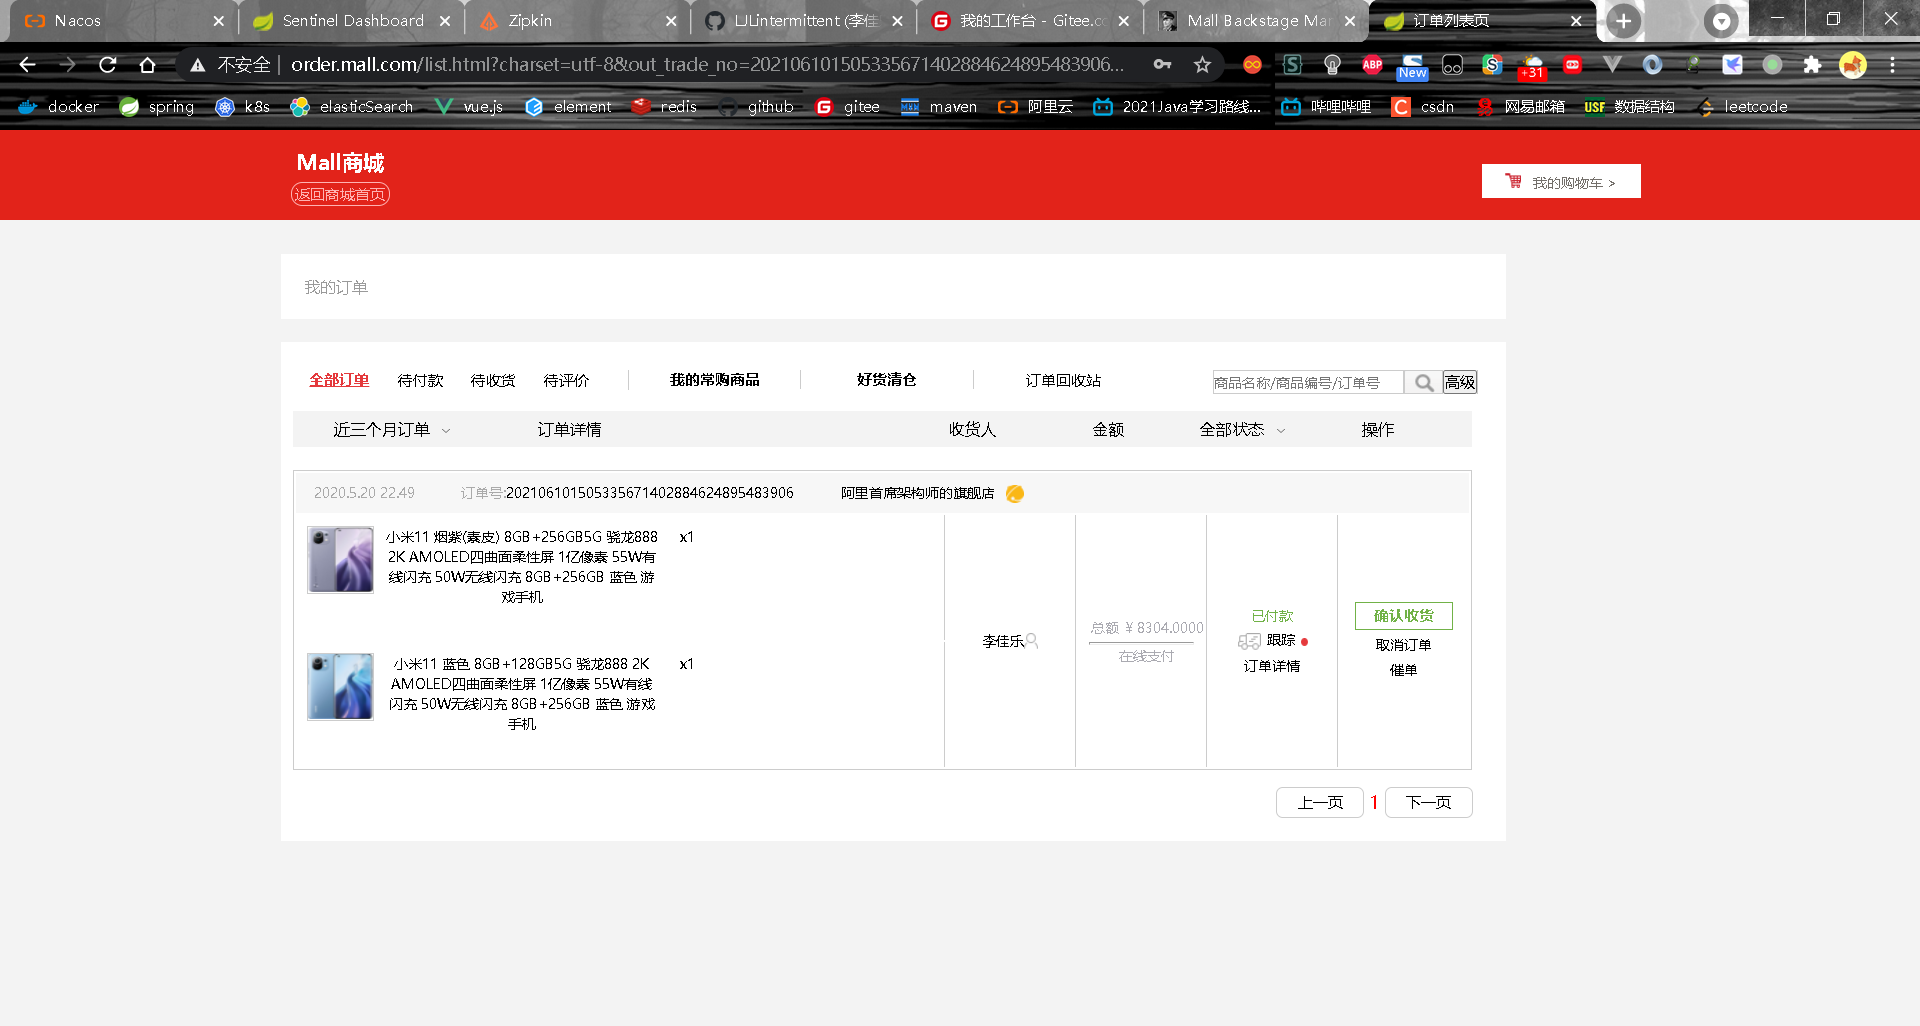 Nacos
Sentinel Dashboard
Zipkin
LJLintermittent (李佳
我的工作台 - Gitee.co
Mall Backstage Mar
订单列表页
不安全 | order.mall.com/list.html?charset=utf-8&out_trade_no=202106101505335671402884624895483906...
ABP
New
+31
docker
spring
k8s
elasticSearch
vue.js
element
redis
github
gitee
maven
阿里云
2021Java学习路线...
哔哩哔哩
csdn
网易邮箱
USF 数据结构
leetcode
Mall商城
返回商城首页
我的购物车 >
我的订单
全部订单 待付款 待收货 待评价 我的常购商品 好货清仓 订单回收站 商品名称/商品编号/订单号 高级
近三个月订单 订单详情 收货人 金额 全部状态 操作
2020.5.20 22.49 订单号:202106101505335671402884624895483906 阿里首席架构师的旗舰店
小米11 烟紫(素皮) 8GB+256GB5G 骁龙888 x1
2K AMOLED四曲面柔性屏 1亿像素 55W有
线闪充 50W无线闪充 8GB+256GB 蓝色 游
戏手机
小米11 蓝色 8GB+128GB5G 骁龙888 2K x1
AMOLED四曲面柔性屏 1亿像素 55W有线
闪充 50W无线闪充 8GB+256GB 蓝色 游戏
手机
李佳乐
总额 ¥ 8304.0000
在线支付
已付款
跟踪
订单详情
确认收货
取消订单
催单
上一页 1 下一页